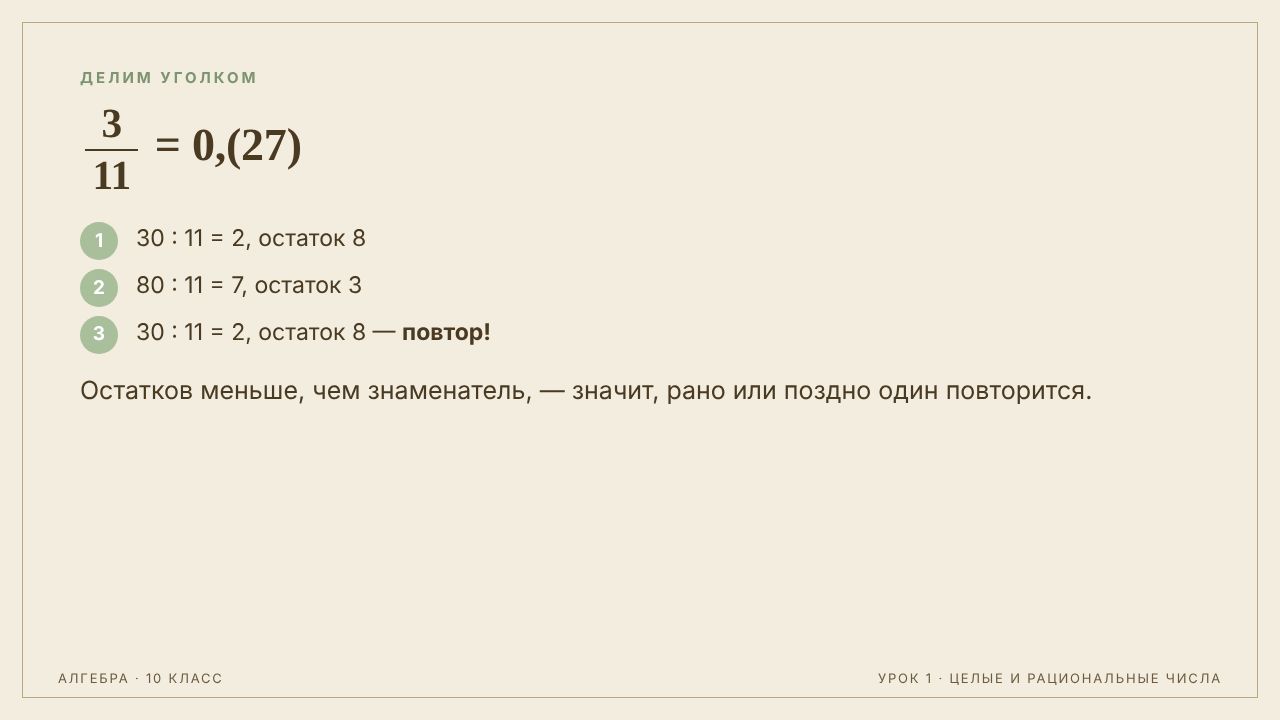 ДЕЛИМ УГОЛКОМ
3
11
= 0,(27)
1 30 : 11 = 2, остаток 8
2 80 : 11 = 7, остаток 3
3 30 : 11 = 2, остаток 8 — повтор!
Остатков меньше, чем знаменатель, — значит, рано или поздно один повторится.
АЛГЕБРА · 10 КЛАСС
УРОК 1 · ЦЕЛЫЕ И РАЦИОНАЛЬНЫЕ ЧИСЛА